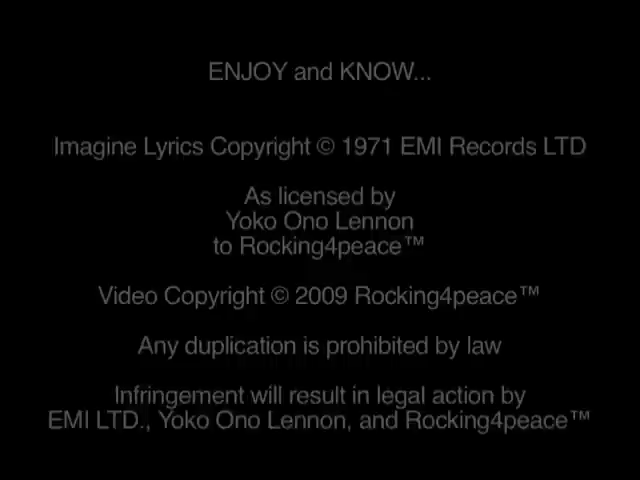 ENJOY and KNOW...
Imagine Lyrics Copyright © 1971 EMI Records LTD
As licensed by
Yoko Ono Lennon
to Rocking4peace™
Video Copyright © 2009 Rocking4peace™
Any duplication is prohibited by law
Infringement will result in legal action by
EMI LTD., Yoko Ono Lennon, and Rocking4peace™